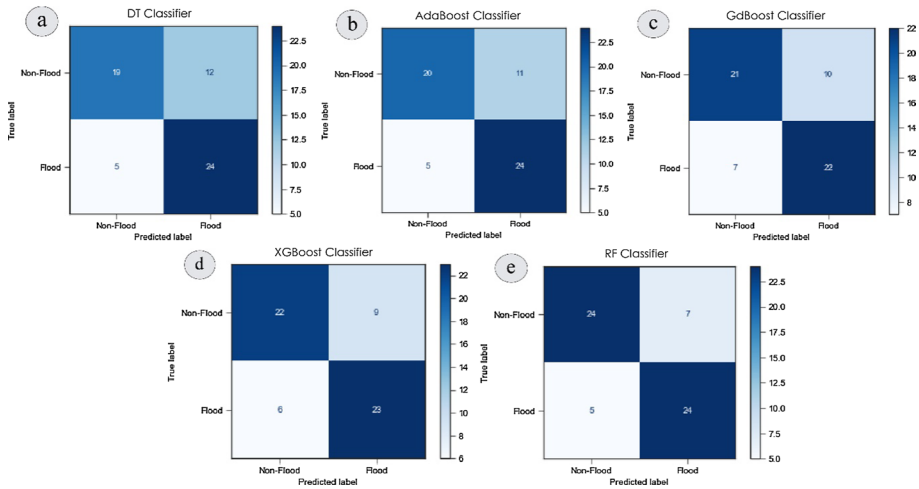 a
DT Classifier
True label
Non-Flood
Flood
19
12
5
24
Non-Flood
Flood
Predicted label
22.5
20.0
17.5
15.0
12.5
10.0
7.5
5.0
b
AdaBoost Classifier
True label
Non-Flood
Flood
20
11
5
24
Non-Flood
Flood
Predicted label
22.5
20.0
17.5
15.0
12.5
10.0
7.5
5.0
c
GdBoost Classifier
True label
Non-Flood
Flood
21
10
7
22
Non-Flood
Flood
Predicted label
22
20
18
16
14
12
10
8
d
XGBoost Classifier
True label
Non-Flood
Flood
22
9
6
23
Non-Flood
Flood
Predicted label
22
20
18
16
14
12
10
8
6
e
RF Classifier
True label
Non-Flood
Flood
24
7
5
24
Non-Flood
Flood
Predicted label
22.5
20.0
17.5
15.0
12.5
10.0
7.5
5.0